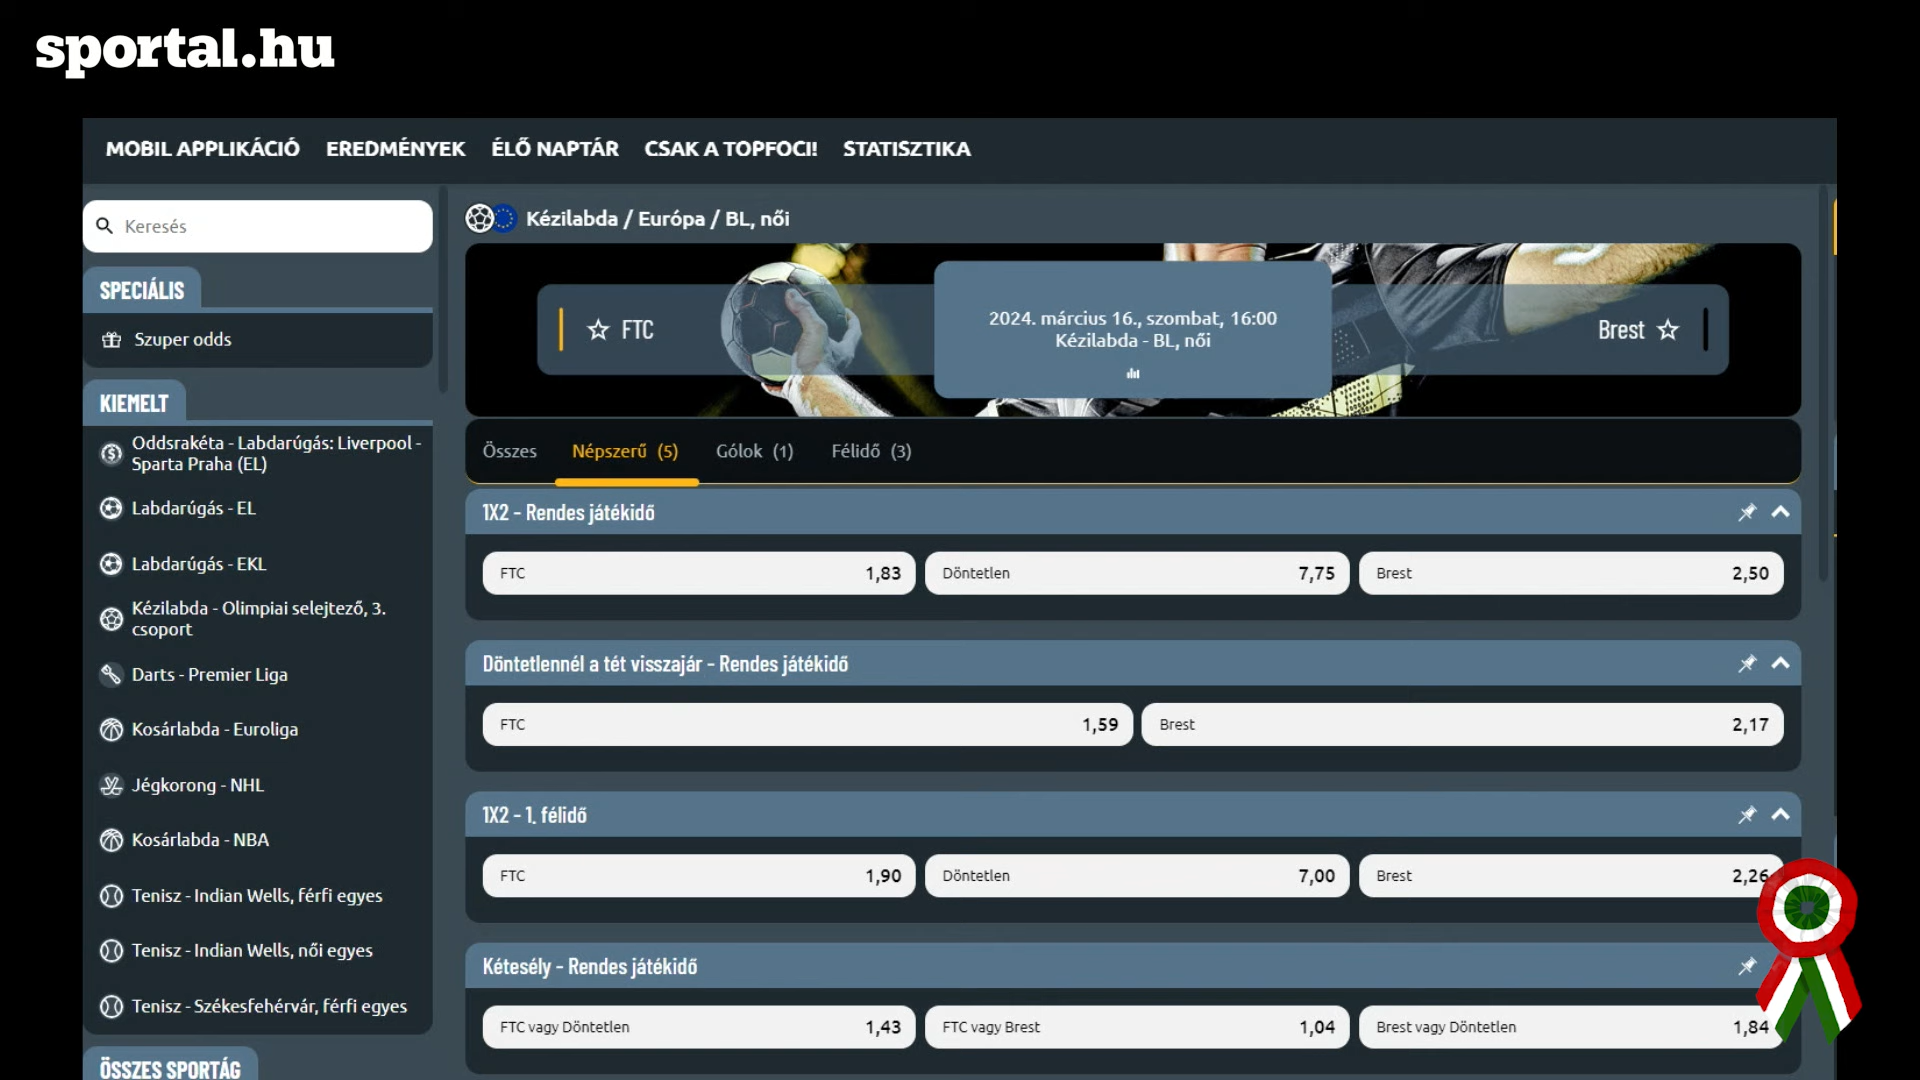 sportal.hu
MOBIL APPLIKÁCIÓ EREDMÉNYEK ÉLŐ NAPTÁR CSAK A TOPFOCI! STATISZTIKA
Keresés
SPECIÁLIS
Szuper odds
KIEMELT
Oddsrakéta - Labdarúgás: Liverpool -
Sparta Praha (EL)
Labdarúgás - EL
Labdarúgás - EKL
Kézilabda - Olimpiai selejtező, 3.
csoport
Darts - Premier Liga
Kosárlabda - Euroliga
Jégkorong - NHL
Kosárlabda - NBA
Tenisz - Indian Wells, férfi egyes
Tenisz - Indian Wells, női egyes
Tenisz - Székesfehérvár, férfi egyes
ÖSSZES SPORTÁG
Kézilabda / Európa / BL, női
FTC
2024. március 16., szombat, 16:00
Kézilabda - BL, női
Brest
Összes Népszerű (5) Gólok (1) Félidő (3)
1X2 - Rendes játékidő
FTC 1,83 Döntetlen 7,75 Brest 2,50
Döntetlennél a tét visszajár - Rendes játékidő
FTC 1,59 Brest 2,17
1X2 - 1. félidő
FTC 1,90 Döntetlen 7,00 Brest 2,26
Kétesély - Rendes játékidő
FTC vagy Döntetlen 1,43 FTC vagy Brest 1,04 Brest vagy Döntetlen 1,84